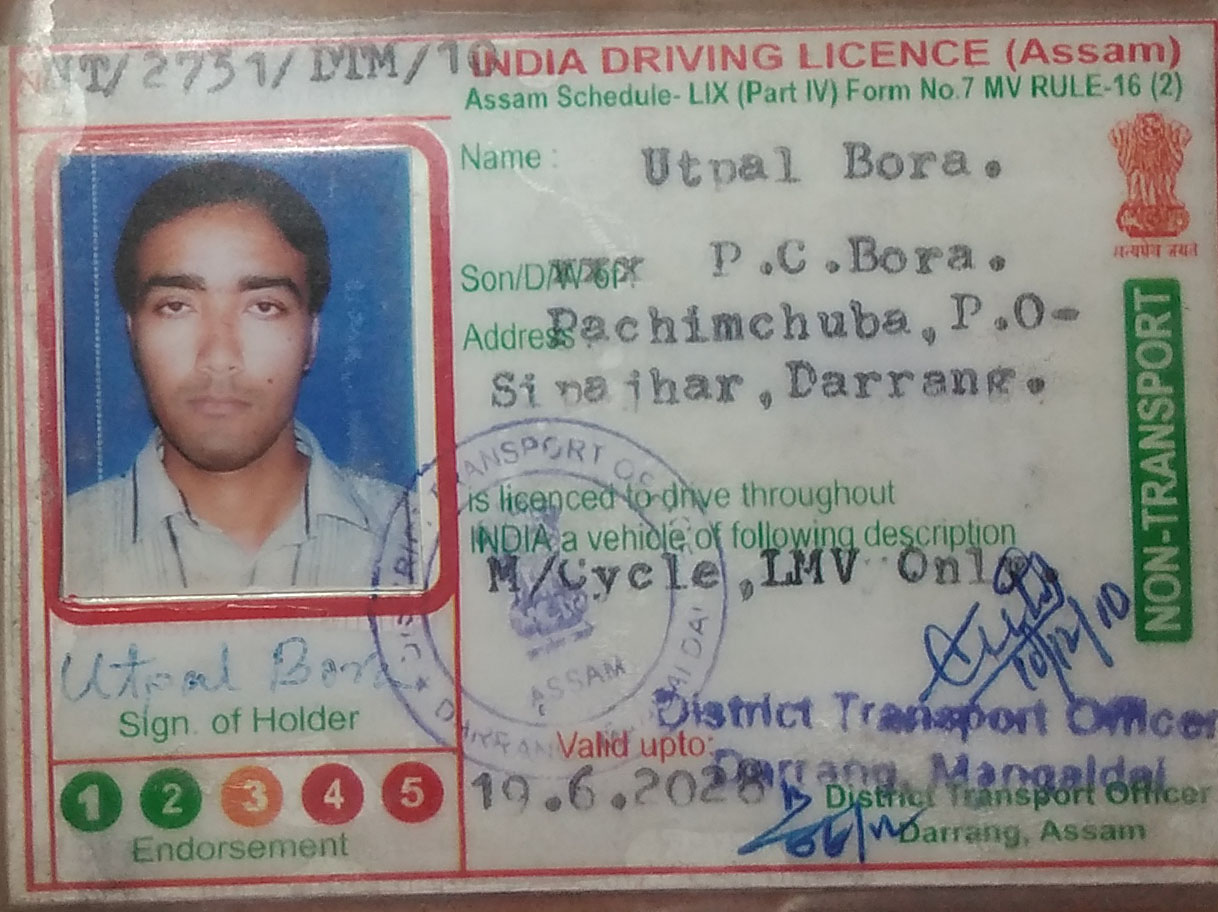 NT/2751/DTM/10
INDIA DRIVING LICENCE (Assam)
Assam Schedule- LIX (Part IV) Form No.7 MV RULE-16 (2)
Name : Utpal Bora.
Son/D/W of: P.C.Bora.
Address Pachimchuba, P.O-
Sipajhar, Darrang.
सत्यमेव जयते
NON-TRANSPORT
is licenced to drive throughout
INDIA a vehicle of following description
M/Cycle, LMV Only.
10/12/10
Utpal Bora
Sign. of Holder
DISTRICT TRANSPORT
ASSAM
District Transport Officer
Valid upto:
Darrang, Mangaldai
19.6.2028
District Transport Officer
Darrang, Assam
1 2 3 4 5
Endorsement